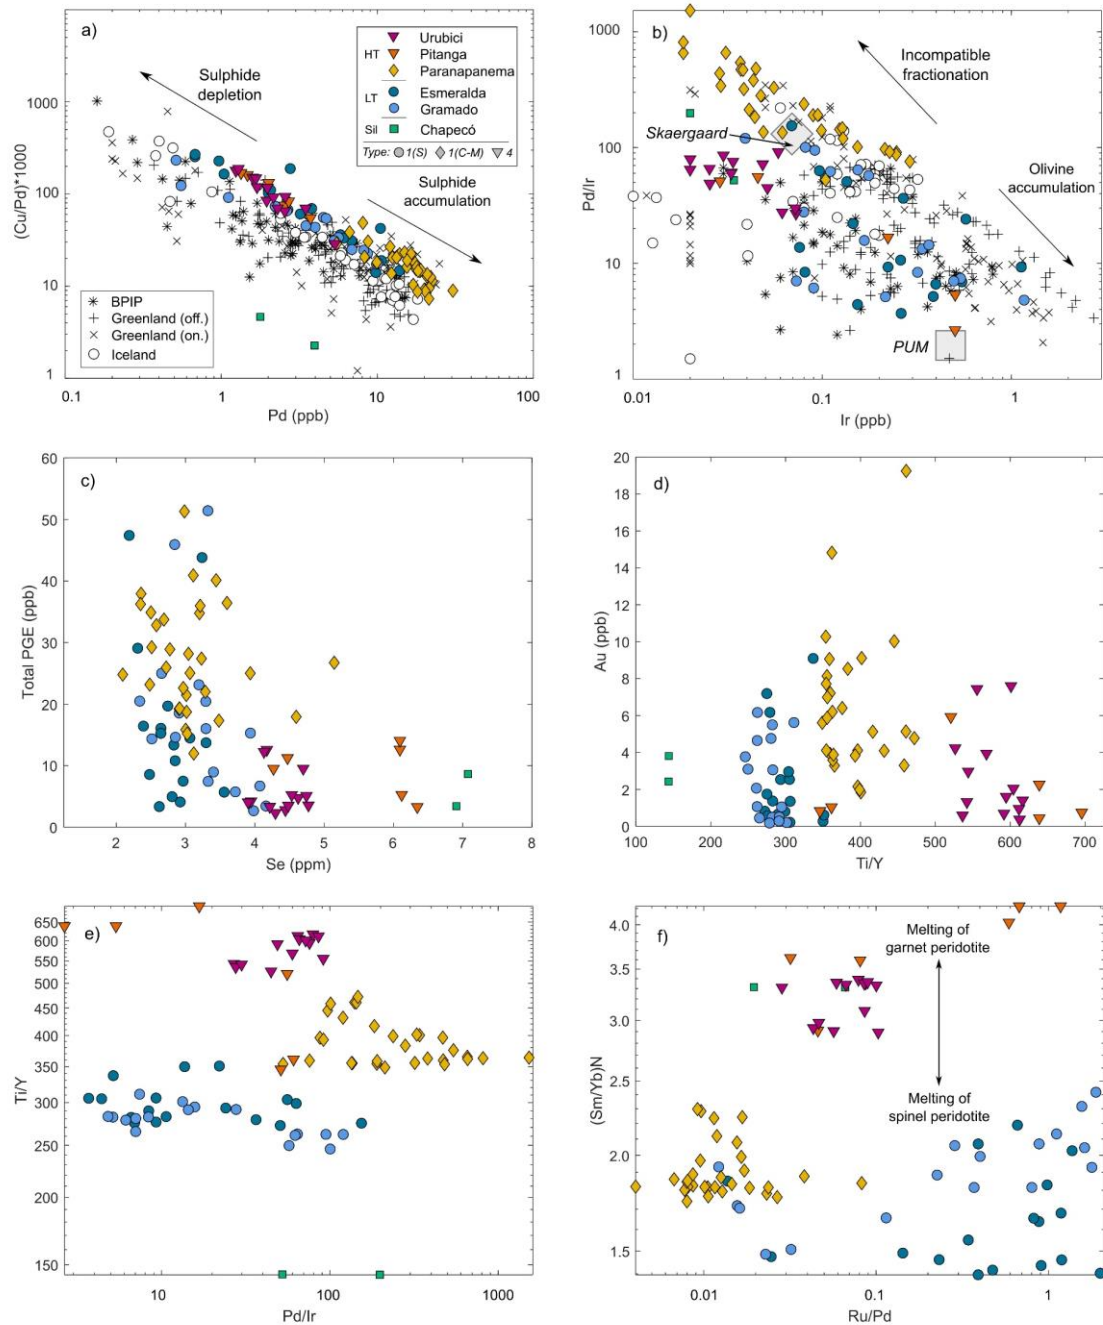 a)
Sulphide
depletion
Sulphide
accumulation
HT
Urubici
Pitanga
Paranapanema
LT
Esmeralda
Gramado
Sil
Chapecó
Type: 1(S) 1(C-M) 4
BPIP
Greenland (off.)
Greenland (on.)
Iceland
(Cu/Pd)*1000
1000
100
10
1
0.1
1
10
100
Pd (ppb)
b)
Incompatible
fractionation
Skaergaard
Olivine
accumulation
PUM
Pd/Ir
1000
100
10
1
0.01
0.1
1
Ir (ppb)
c)
Total PGE (ppb)
60
50
40
30
20
10
0
2
3
4
5
6
7
8
Se (ppm)
d)
Au (ppb)
20
18
16
14
12
10
8
6
4
2
0
100
200
300
400
500
600
700
Ti/Y
e)
Ti/Y
650
600
550
500
450
400
350
300
250
200
150
10
100
1000
Pd/Ir
f)
Melting of
garnet peridotite
Melting of
spinel peridotite
(Sm/Yb)N
4.0
3.5
3.0
2.5
2.0
1.5
0.01
0.1
1
Ru/Pd